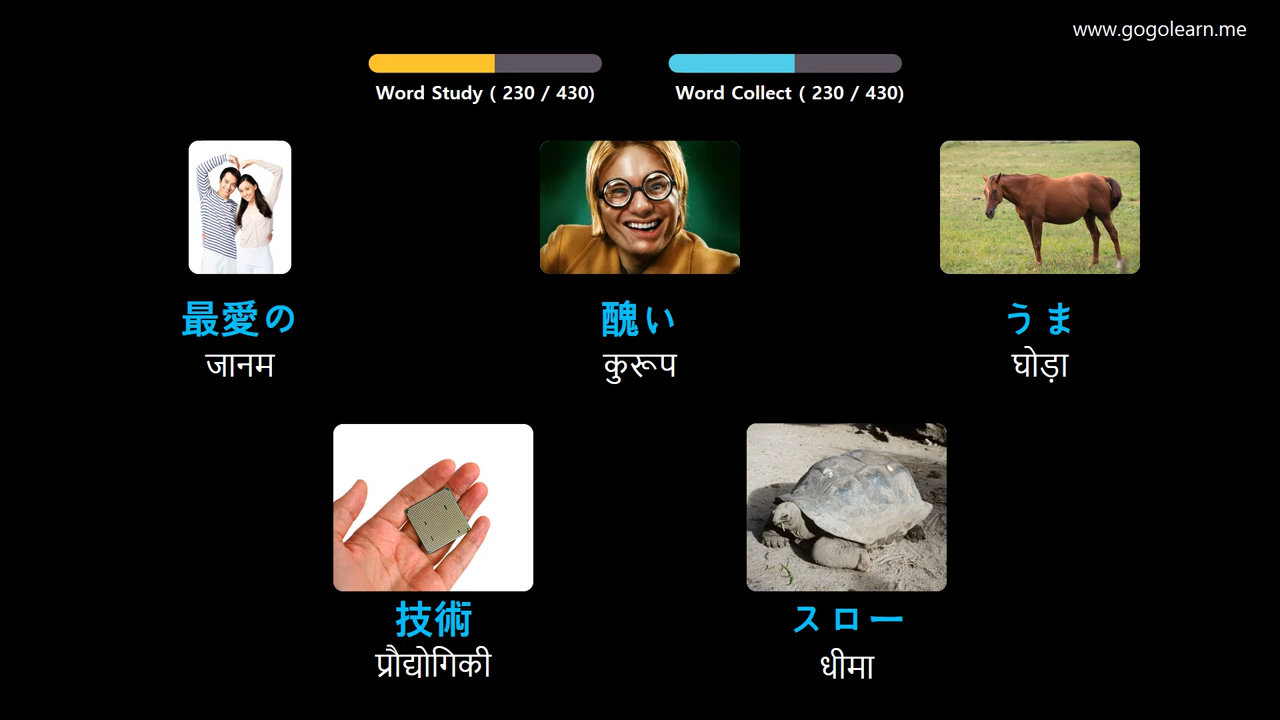 www.gogolearn.me
Word Study ( 230 / 430)
Word Collect ( 230 / 430)
最愛の
जानम
醜い
कुरूप
うま
घोड़ा
技術
प्रौद्योगिकी
スロー
धीमा